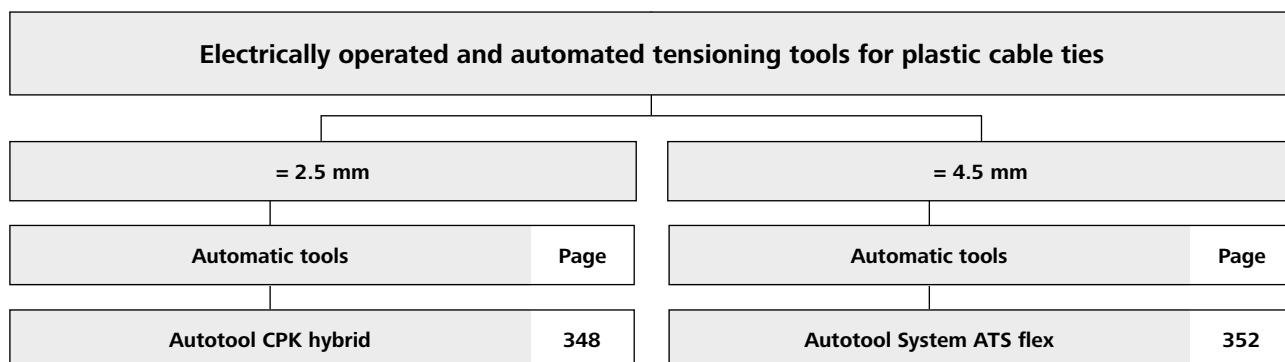 Electrically operated and automated tensioning tools for plastic cable ties
= 2.5 mm
= 4.5 mm
Automatic tools Page
Automatic tools Page
Autotool CPK hybrid 348
Autotool System ATS flex 352